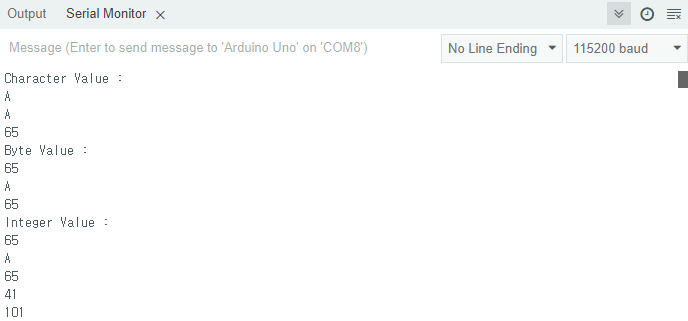 Output Serial Monitor
Message (Enter to send message to 'Arduino Uno' on 'COM8') No Line Ending 115200 baud
Character Value :
A
A
65
Byte Value :
65
A
65
Integer Value :
65
A
65
41
101